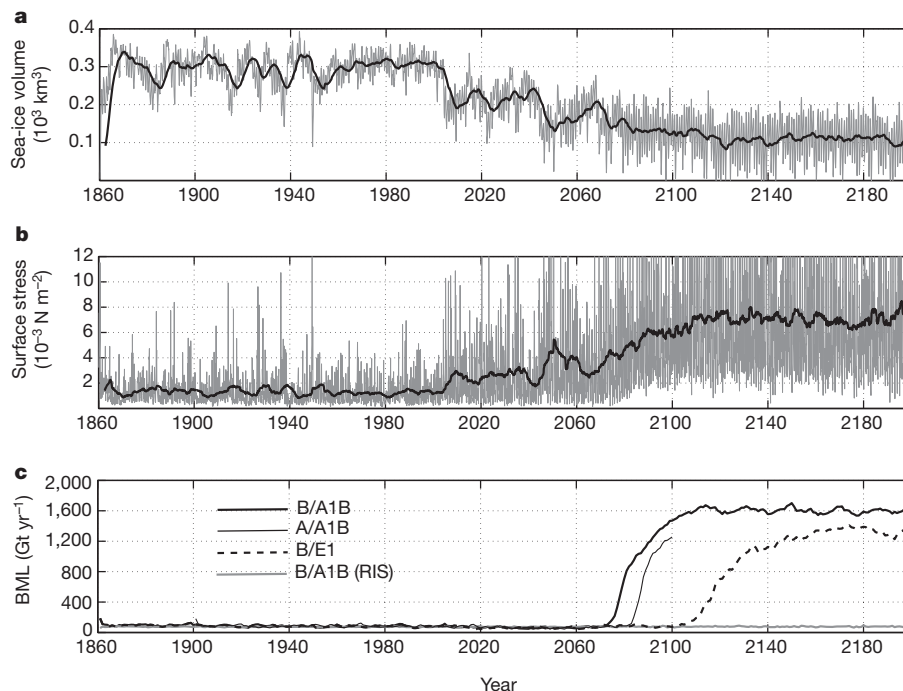 a
Sea-ice volume
(10³ km³)
0.4
0.3
0.2
0.1
1860 1900 1940 1980 2020 2060 2100 2140 2180
b
Surface stress
(10⁻³ N m⁻²)
12
10
8
6
4
2
1860 1900 1940 1980 2020 2060 2100 2140 2180
c
BML (Gt yr⁻¹)
2,000
1,600
1,200
800
400
0
B/A1B
A/A1B
B/E1
B/A1B (RIS)
1860 1900 1940 1980 2020 2060 2100 2140 2180
Year